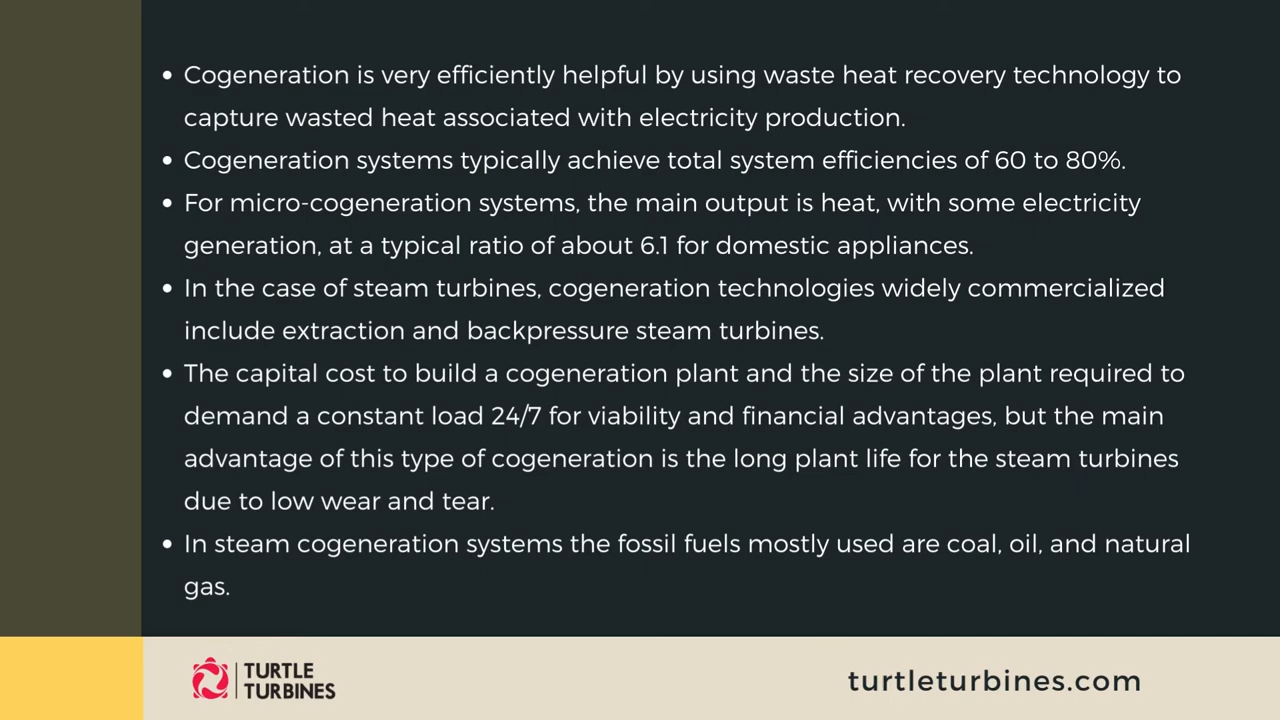 • Cogeneration is very efficiently helpful by using waste heat recovery technology to
capture wasted heat associated with electricity production.
• Cogeneration systems typically achieve total system efficiencies of 60 to 80%.
• For micro-cogeneration systems, the main output is heat, with some electricity
generation, at a typical ratio of about 6.1 for domestic appliances.
• In the case of steam turbines, cogeneration technologies widely commercialized
include extraction and backpressure steam turbines.
• The capital cost to build a cogeneration plant and the size of the plant required to
demand a constant load 24/7 for viability and financial advantages, but the main
advantage of this type of cogeneration is the long plant life for the steam turbines
due to low wear and tear.
• In steam cogeneration systems the fossil fuels mostly used are coal, oil, and natural
gas.
TURTLE
TURBINES
turtleturbines.com